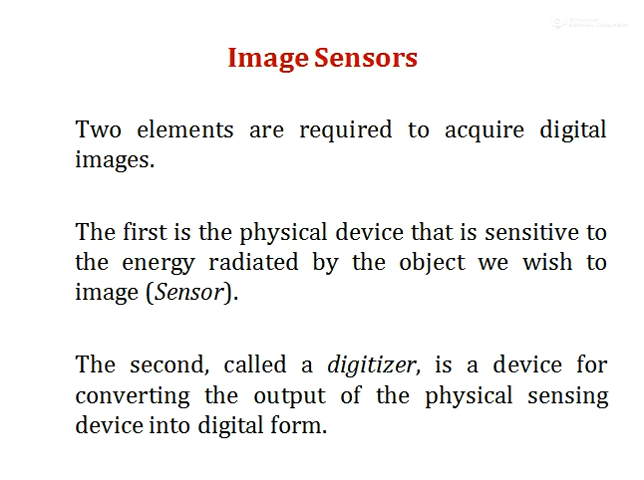 Image Sensors
Two elements are required to acquire digital
images.
The first is the physical device that is sensitive to
the energy radiated by the object we wish to
image (Sensor).
The second, called a digitizer, is a device for
converting the output of the physical sensing
device into digital form.